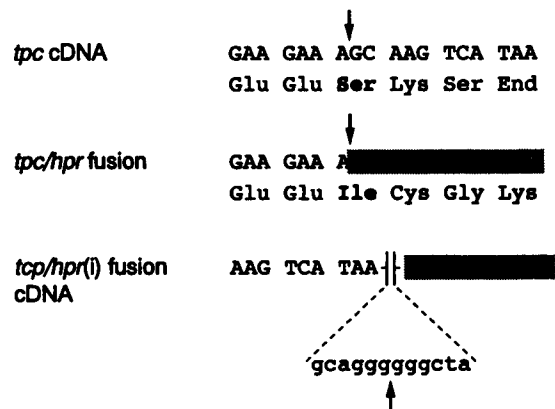 tpc cDNA GAA GAA AGC AAG TCA TAA
Glu Glu Ser Lys Ser End
tpc/hpr fusion GAA GAA A
Glu Glu Ile Cys Gly Lys
tcp/hpr(i) fusion AAG TCA TAA
cDNA
gcaggggggcta